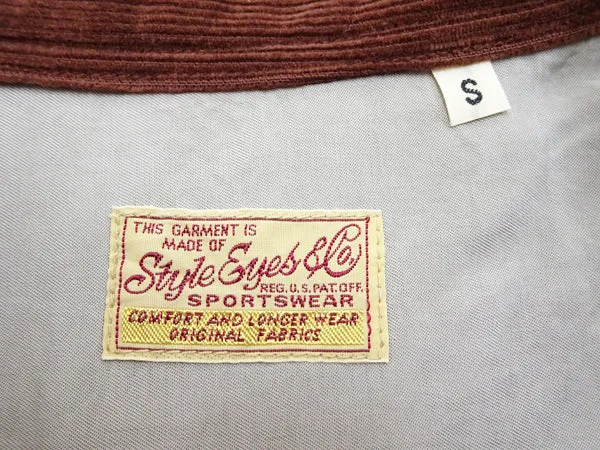 S
THIS GARMENT IS
MADE OF
Style Eyes & Co
REG. U.S. PAT. OFF.
SPORTSWEAR
COMFORT AND LONGER WEAR
ORIGINAL FABRICS